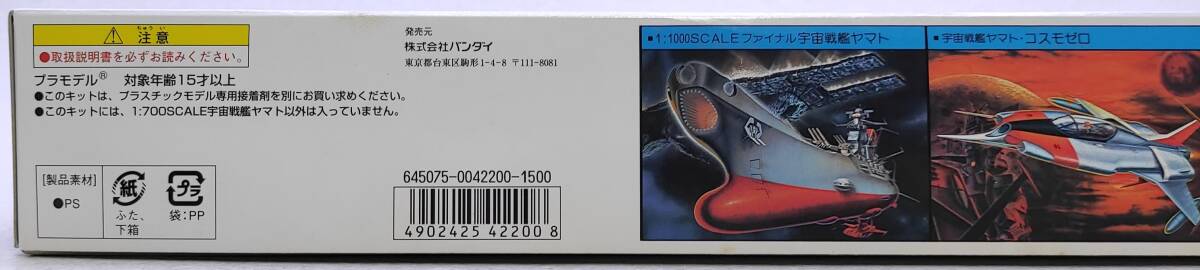 注意
ちゅう い
●取扱説明書を必ずお読みください。
プラモデル® 対象年齢15才以上
●このキットは、プラスチックモデル専用接着剤を別にお買い求めください。
●このキットには、1:700SCALE宇宙戦艦ヤマト以外は入っていません。
[製品素材]
●PS
紙
ふた、
下箱
プラ
袋:PP
発売元
株式会社バンダイ
東京都台東区駒形1-4-8 〒111-8081
645075-0042200-1500
4902425422008
■1:1000SCALEファイナル宇宙戦艦ヤマト
■宇宙戦艦ヤマト・コスモゼロ